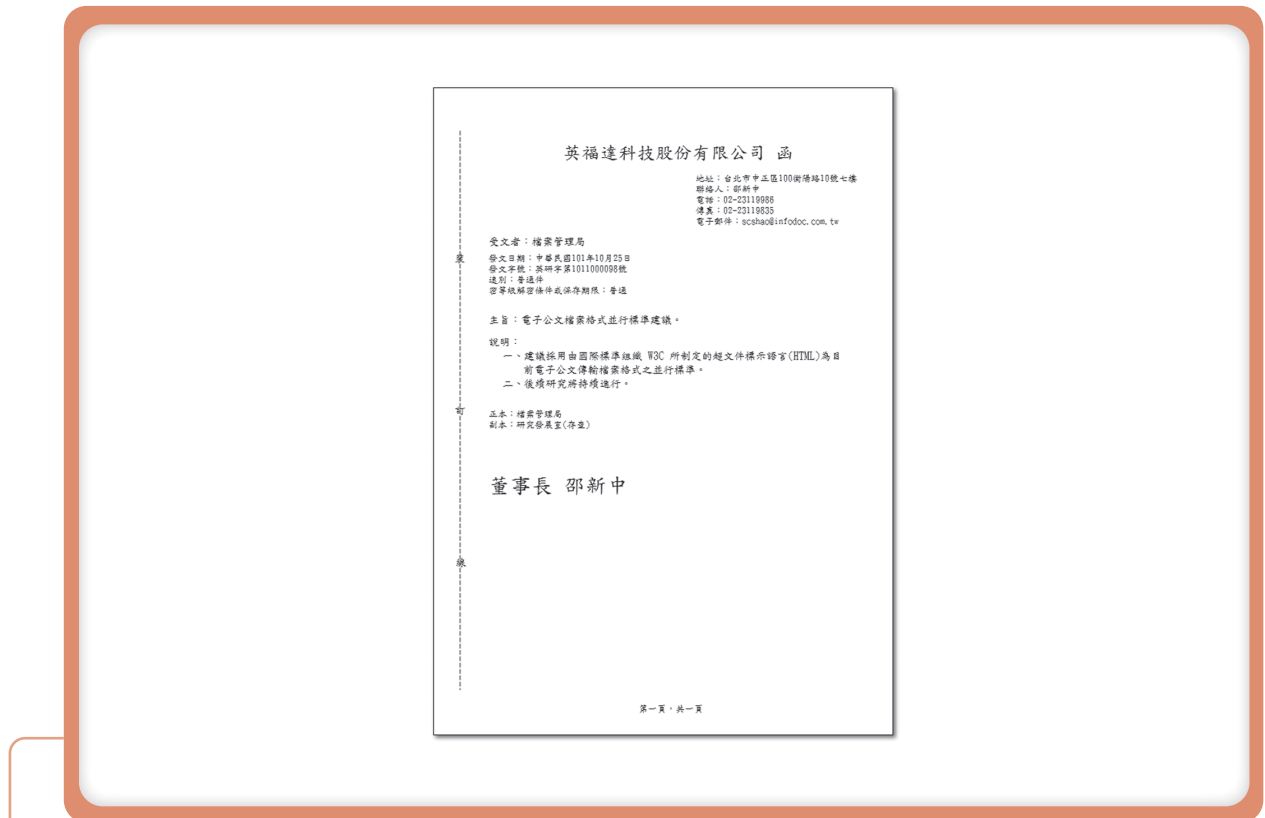 英福達科技股份有限公司 函
地址：台北市中正區100衡陽路10號七樓
聯絡人：邵新中
電話：02-23119986
傳真：02-23119835
電子郵件：scshao@infodoc.com.tw
受文者：檔案管理局
發文日期：中華民國101年10月25日
發文字號：英研字第1011000098號
速別：普通件
密等級解密條件或保存期限：普通
裝
主旨：電子公文檔案格式並行標準建議。
說明：
一、建議採用由國際標準組織 W3C 所制定的超文件標示語言(HTML)為目
前電子公文傳輸檔案格式之並行標準。
二、後續研究將持續進行。
訂
正本：檔案管理局
副本：研究發展室(存查)
董事長 邵新中
線
第一頁，共一頁